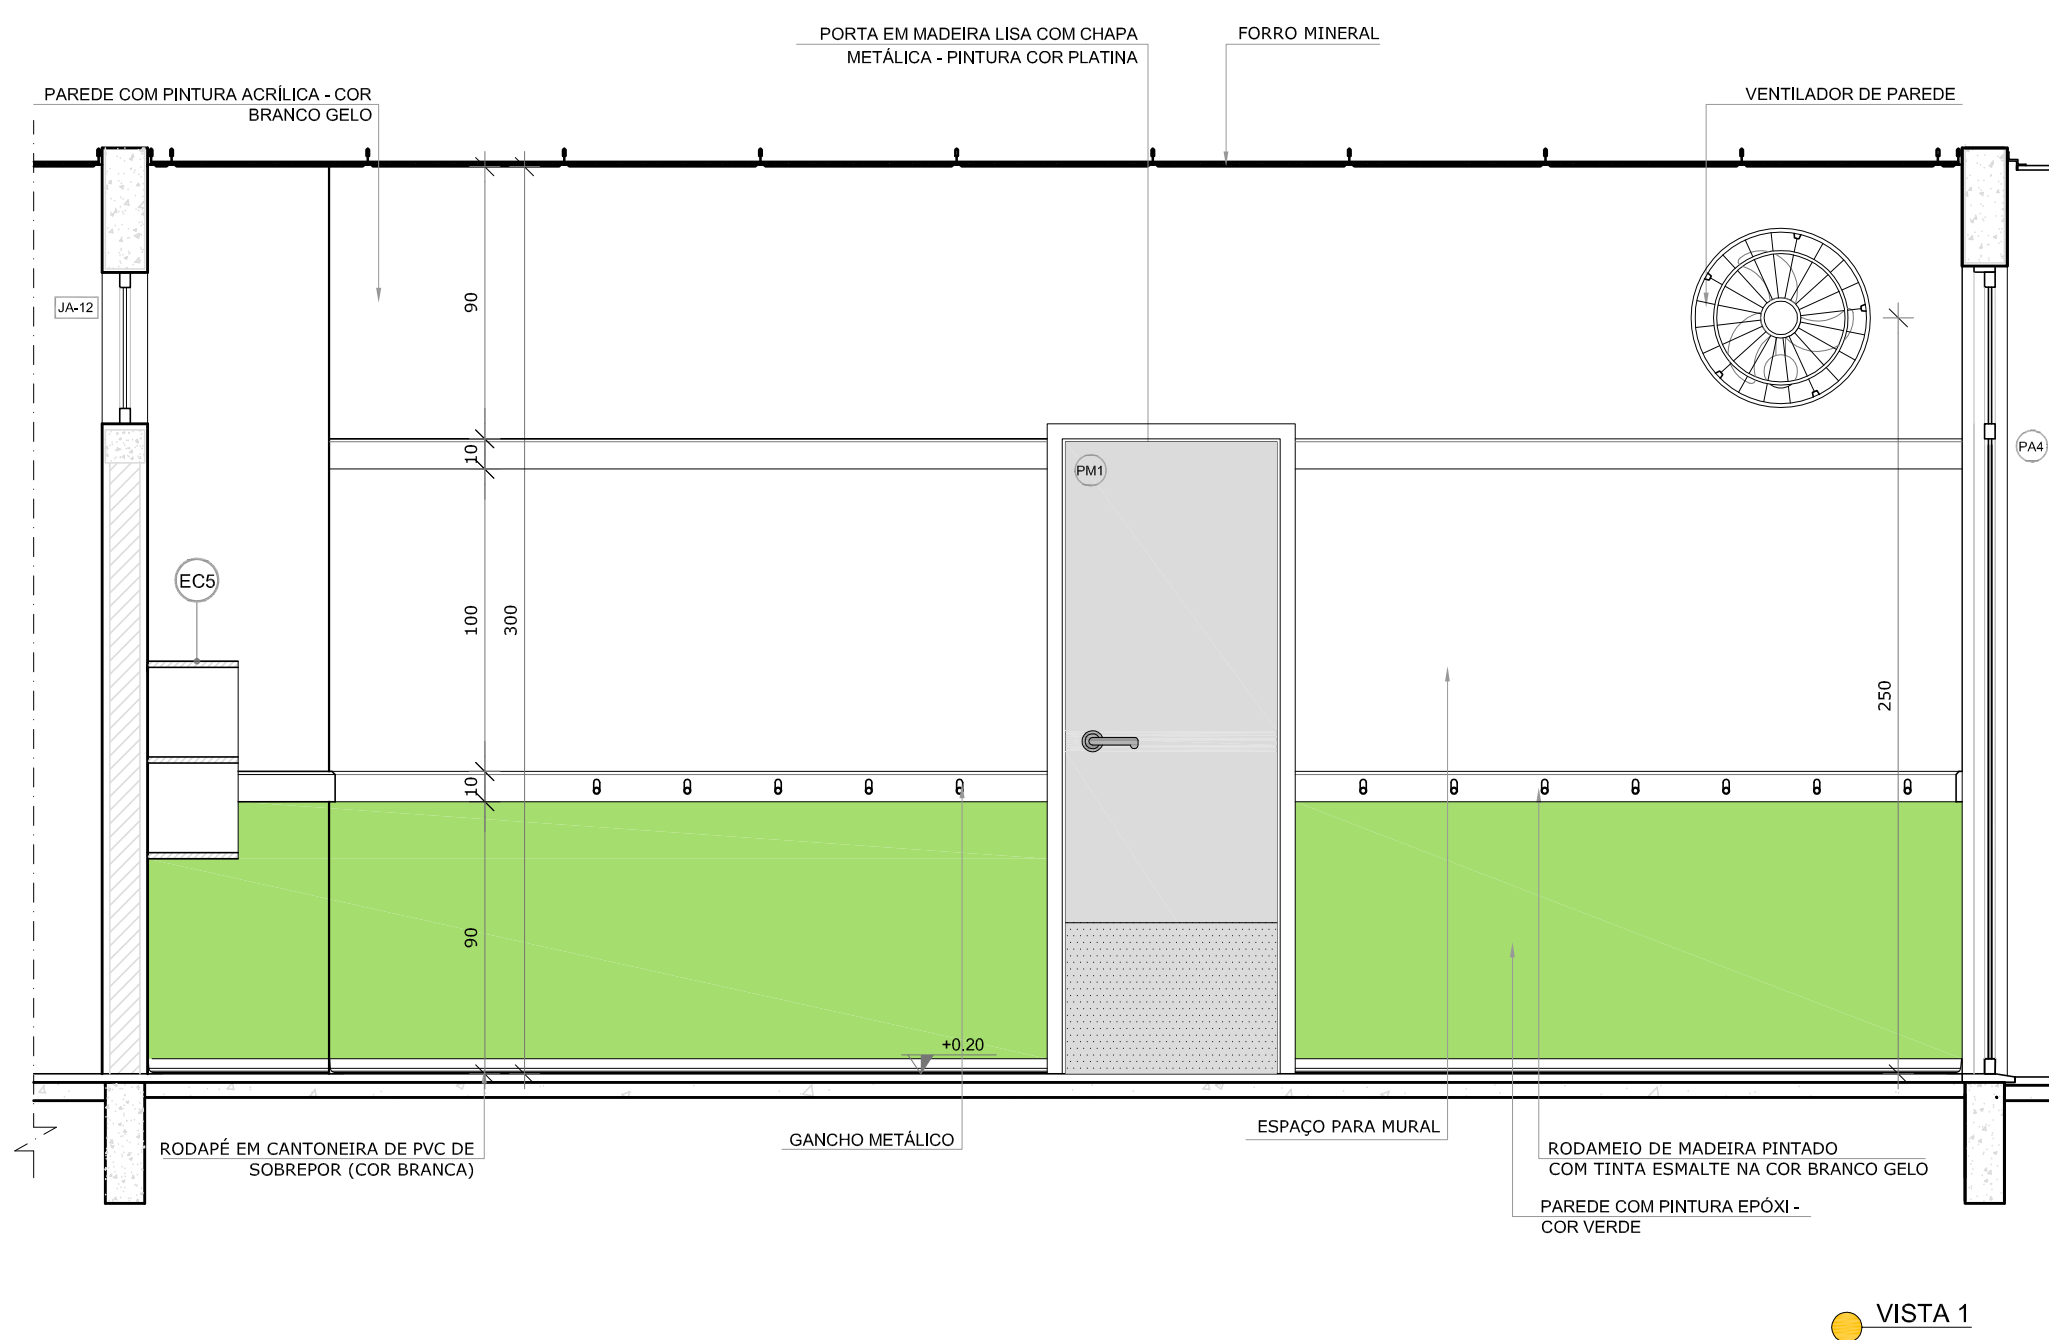 PORTA EM MADEIRA LISA COM CHAPA
METÁLICA - PINTURA COR PLATINA
FORRO MINERAL
PAREDE COM PINTURA ACRÍLICA - COR
BRANCO GELO
VENTILADOR DE PAREDE
JA-12
90
10
PM1
PA4
EC5
100
300
250
10
90
+0.20
RODAPÉ EM CANTONEIRA DE PVC DE
SOBREPOR (COR BRANCA)
GANCHO METÁLICO
ESPAÇO PARA MURAL
RODAMEIO DE MADEIRA PINTADO
COM TINTA ESMALTE NA COR BRANCO GELO
PAREDE COM PINTURA EPÓXI -
COR VERDE
VISTA 1